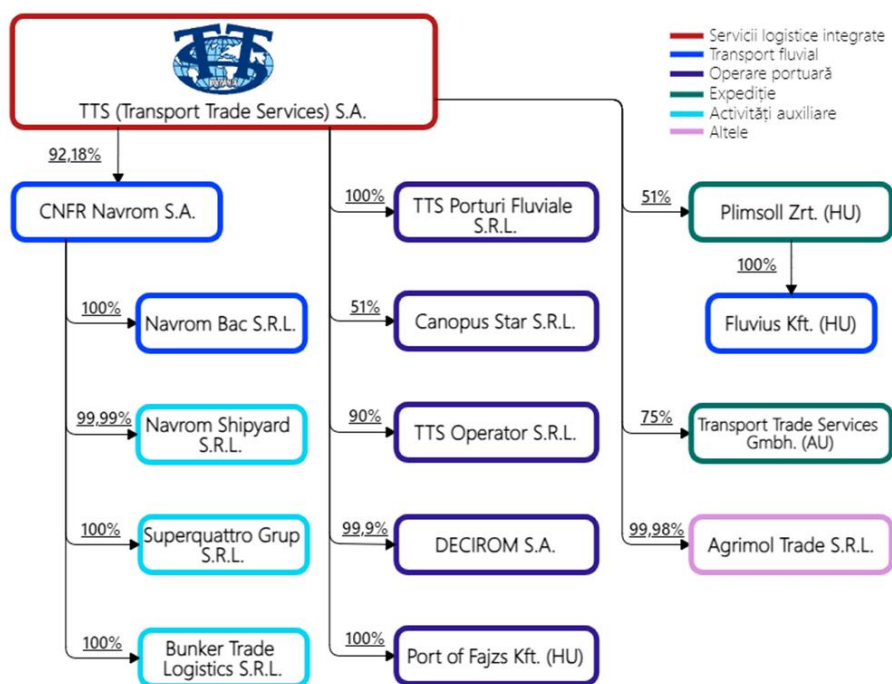 TTS (Transport Trade Services) S.A.
Servicii logistice integrate
Transport fluvial
Operare portuară
Expediție
Activități auxiliare
Altele
92,18%
CNFR Navrom S.A.
100%
Navrom Bac S.R.L.
99,99%
Navrom Shipyard
S.R.L.
100%
Superquattro Grup
S.R.L.
100%
Bunker Trade
Logistics S.R.L.
100%
TTS Porturi Fluviale
S.R.L.
51%
Canopus Star S.R.L.
90%
TTS Operator S.R.L.
99,9%
DECIROM S.A.
100%
Port of Fajzs Kft. (HU)
51%
Plimsoll Zrt. (HU)
100%
Fluvius Kft. (HU)
75%
Transport Trade Services
Gmbh. (AU)
99,98%
Agrimol Trade S.R.L.